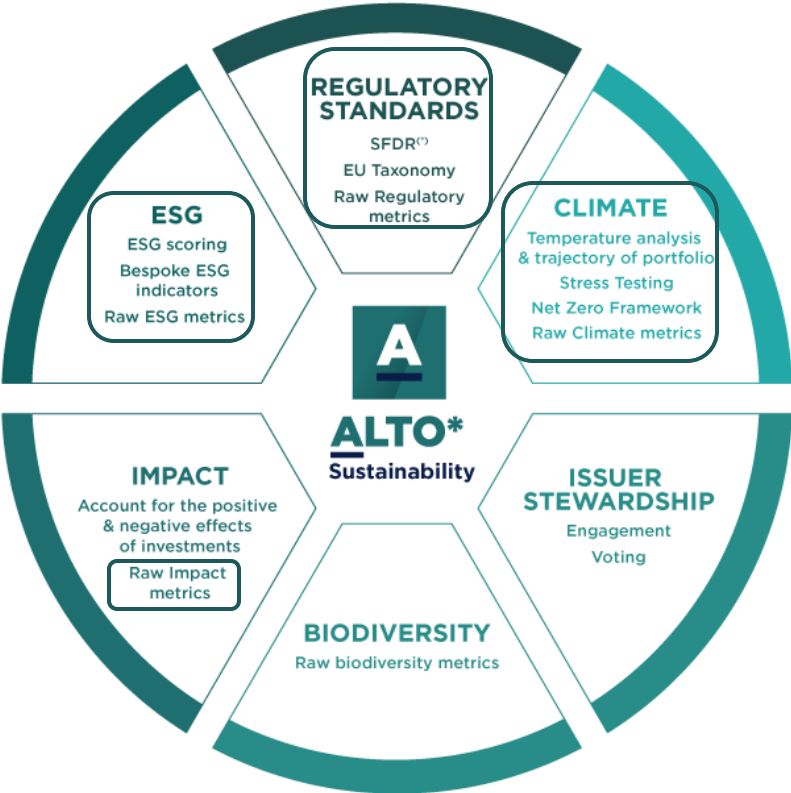 REGULATORY
STANDARDS
SFDR(*)
EU Taxonomy
Raw Regulatory
metrics
ESG
ESG scoring
Bespoke ESG
indicators
Raw ESG metrics
CLIMATE
Temperature analysis
& trajectory of portfolio
Stress Testing
Net Zero Framework
Raw Climate metrics
A
ALTO*
Sustainability
IMPACT
Account for the positive
& negative effects
of investments
Raw Impact
metrics
ISSUER
STEWARDSHIP
Engagement
Voting
BIODIVERSITY
Raw biodiversity metrics